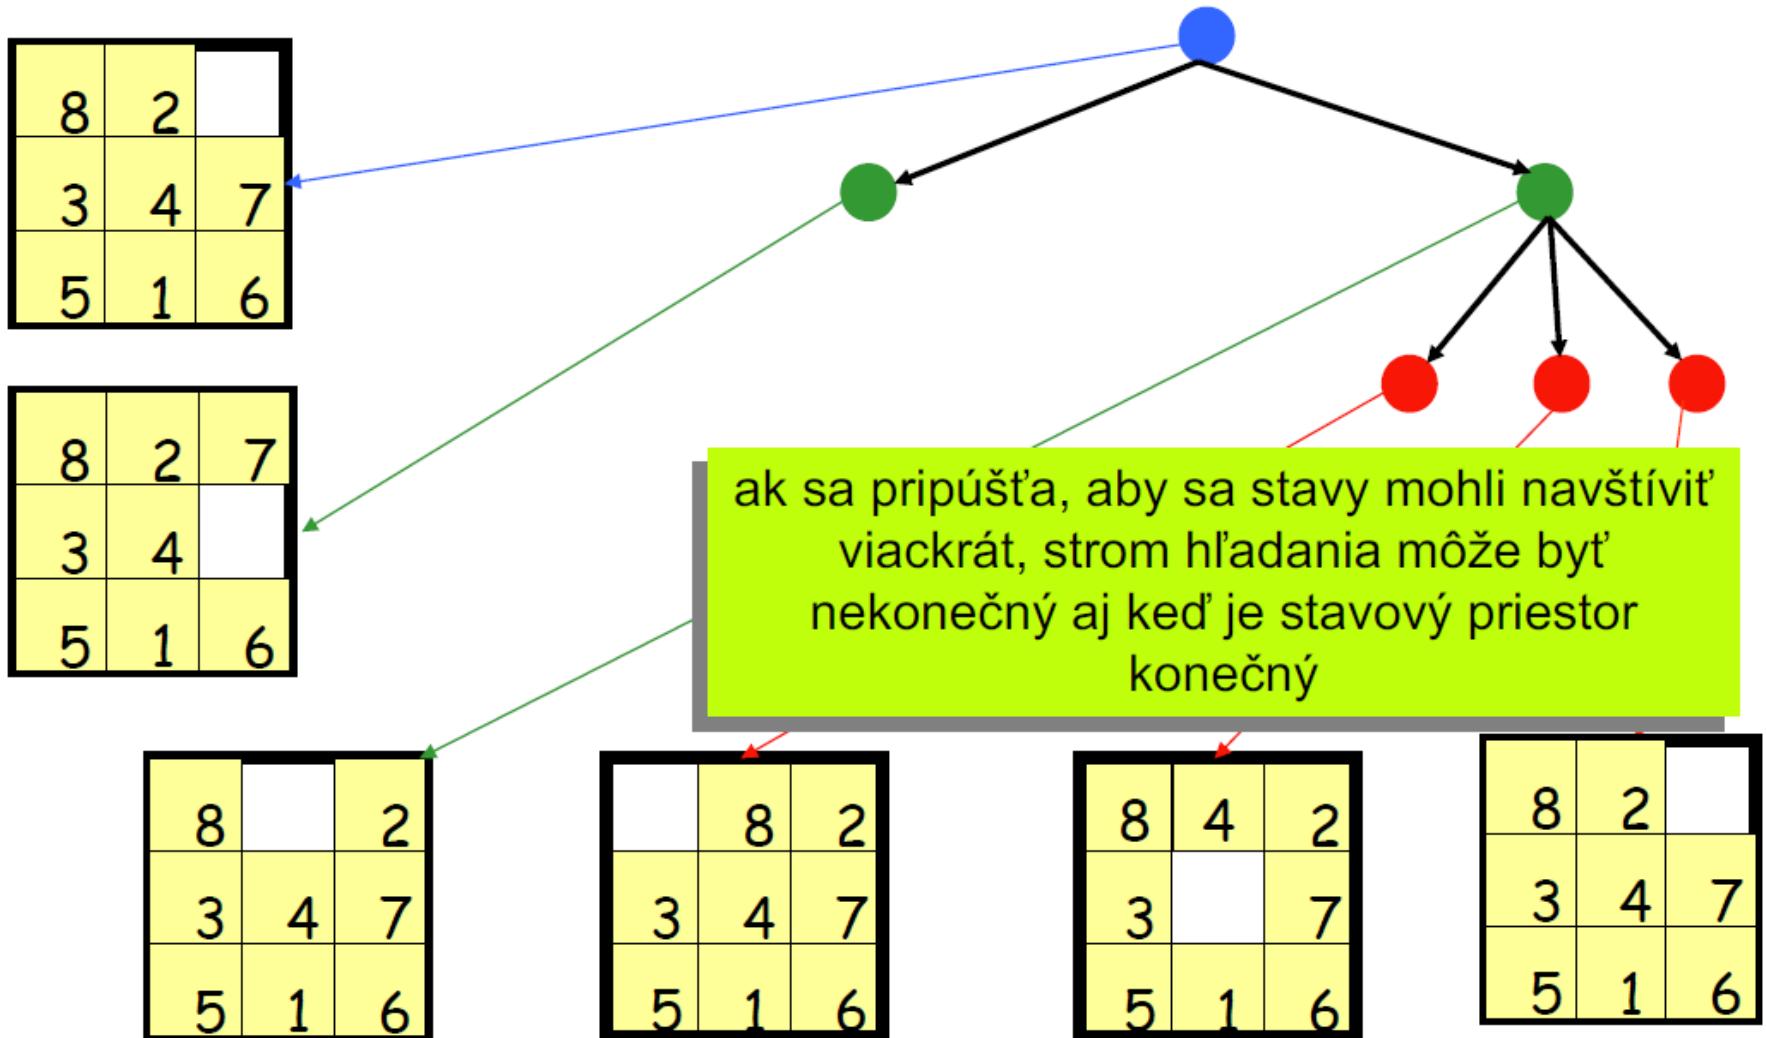 8 2
3 4 7
5 1 6
8 2 7
3 4
5 1 6
ak sa pripúšťa, aby sa stavy mohli navštíviť
viackrát, strom hľadania môže byť
nekonečný aj keď je stavový priestor
konečný
8 2
3 4 7
5 1 6
8 2
3 4 7
5 1 6
8 4 2
3 7
5 1 6
8 2
3 4 7
5 1 6